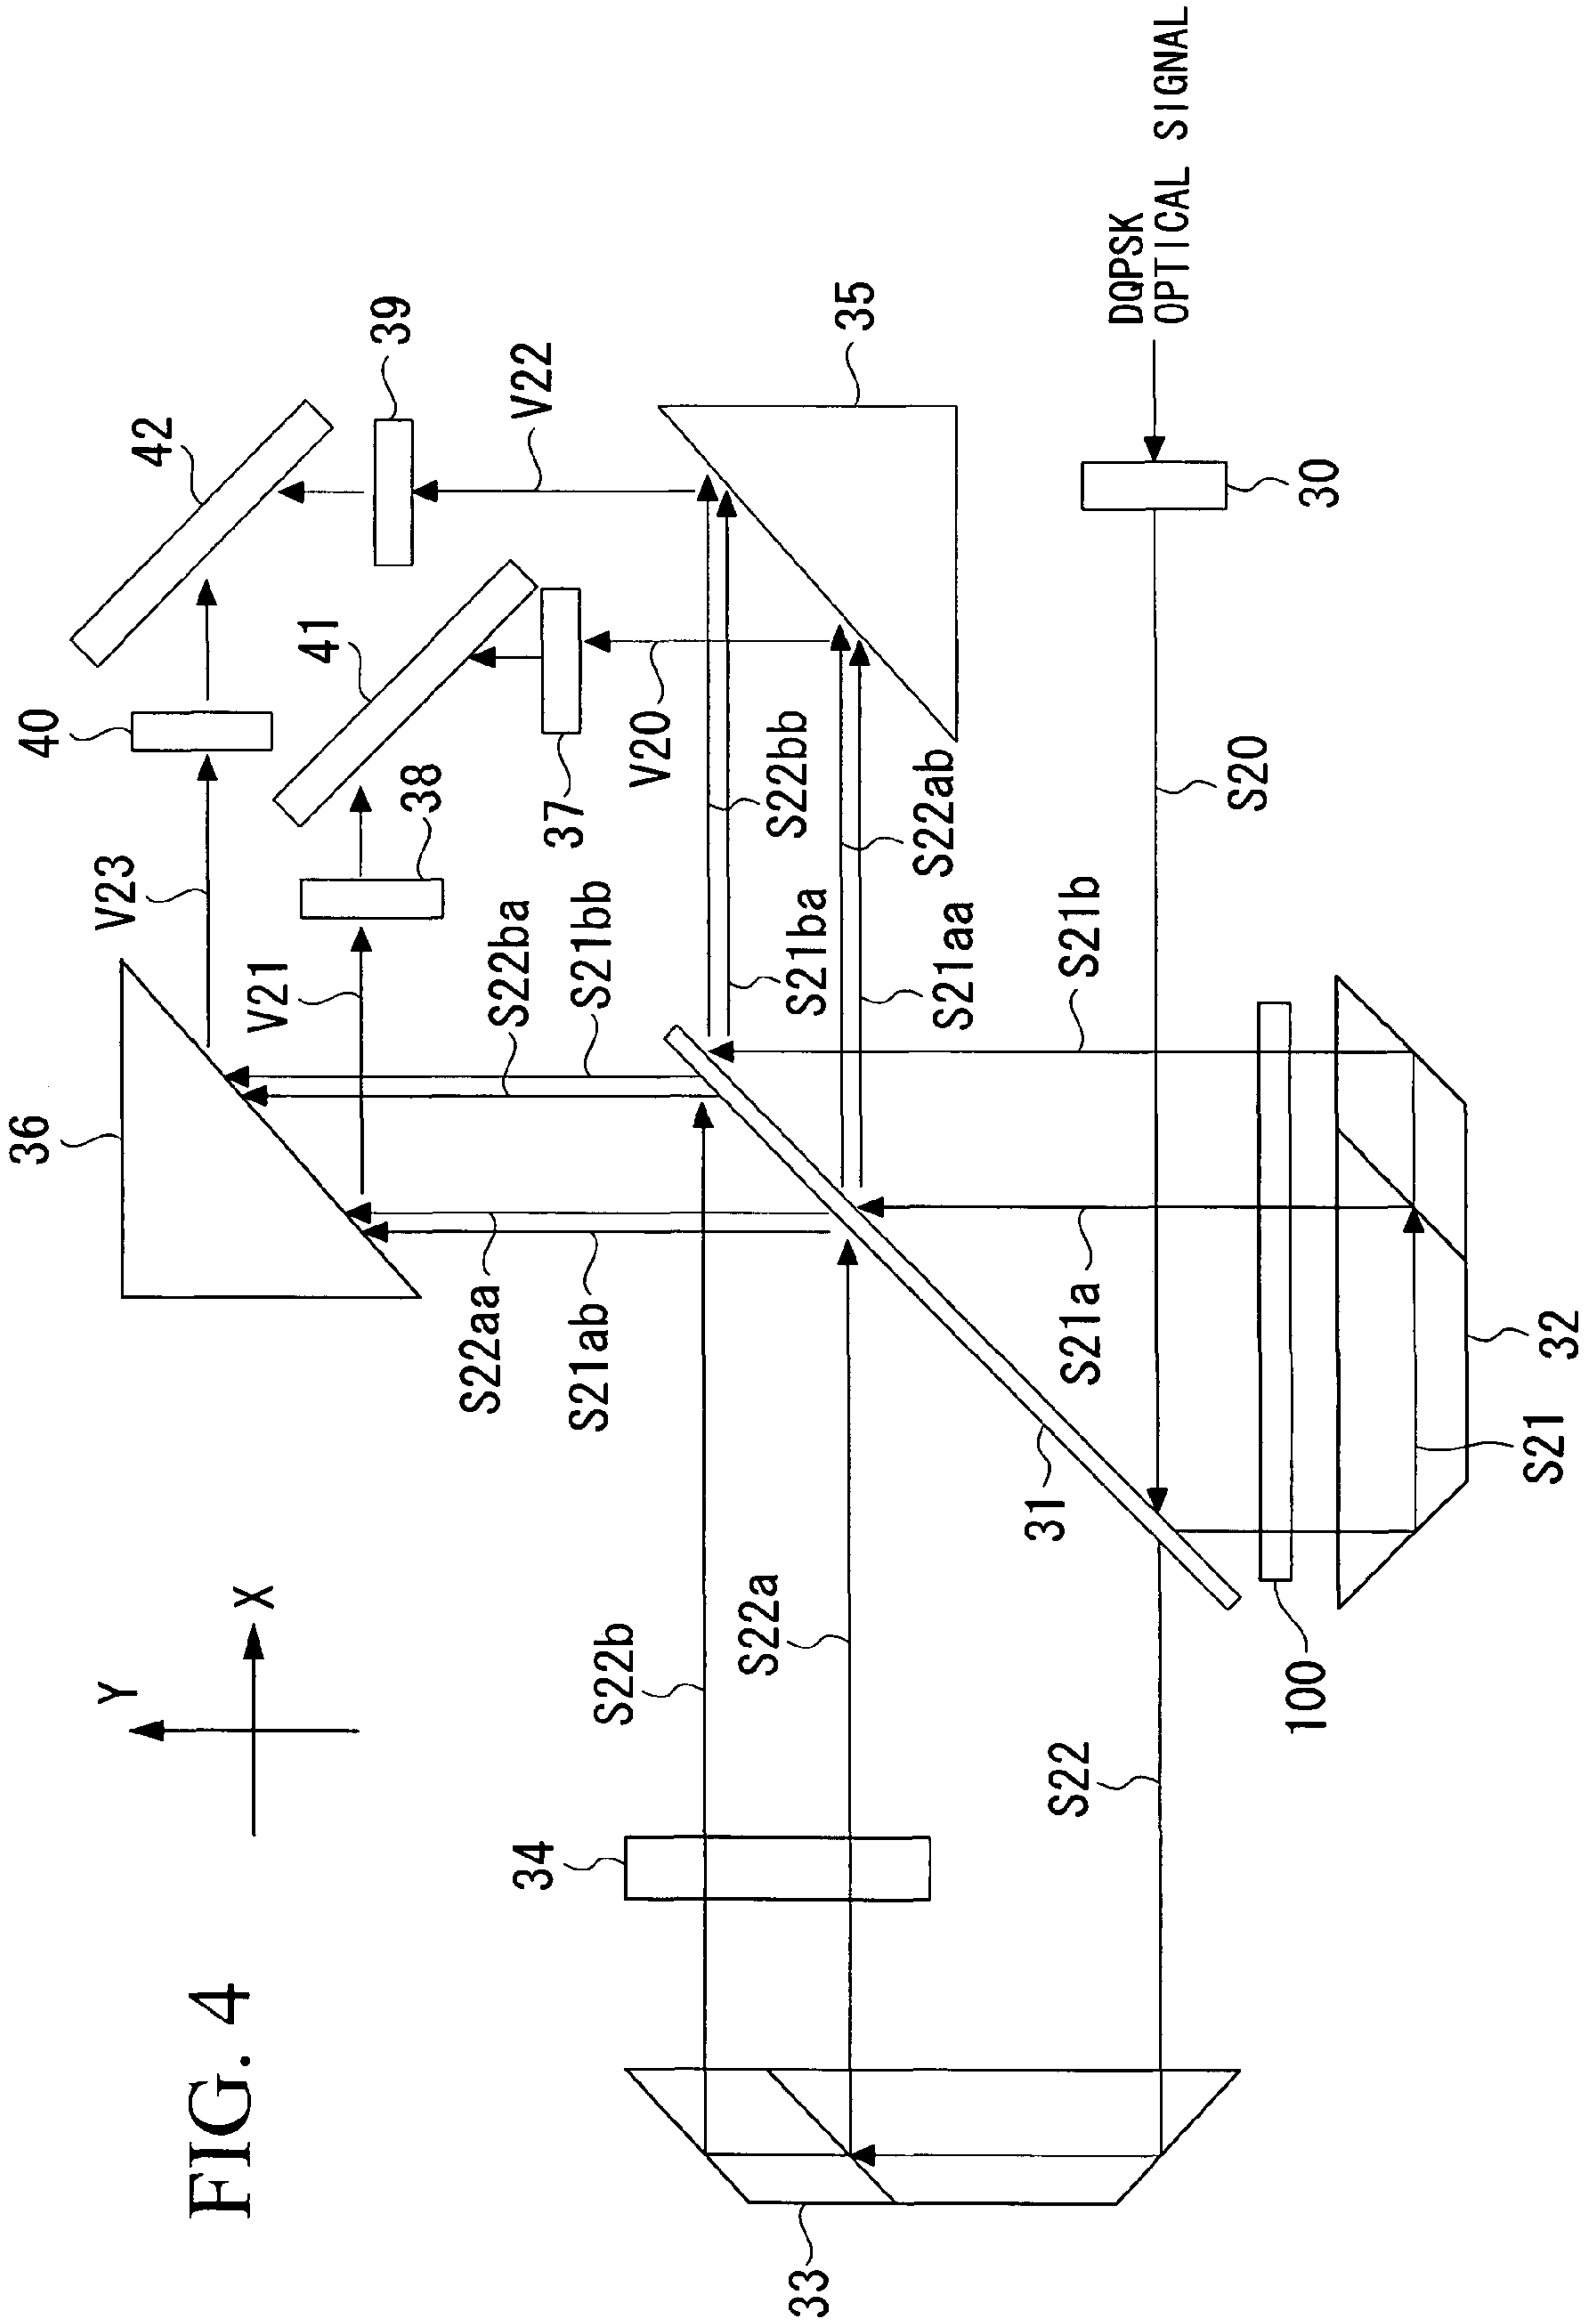 FIG. 4
Y
X
33
34
S22b
S22a
S22
31
100
32
S21
S21a
S21b
S20
30
DQPSK
OPTICAL SIGNAL
36
S22aa
S21ab
S22ba
S21bb
V21
V23
38
40
41
42
37
39
V20
V22
S21ba
S22bb
S21aa
S22ab
35